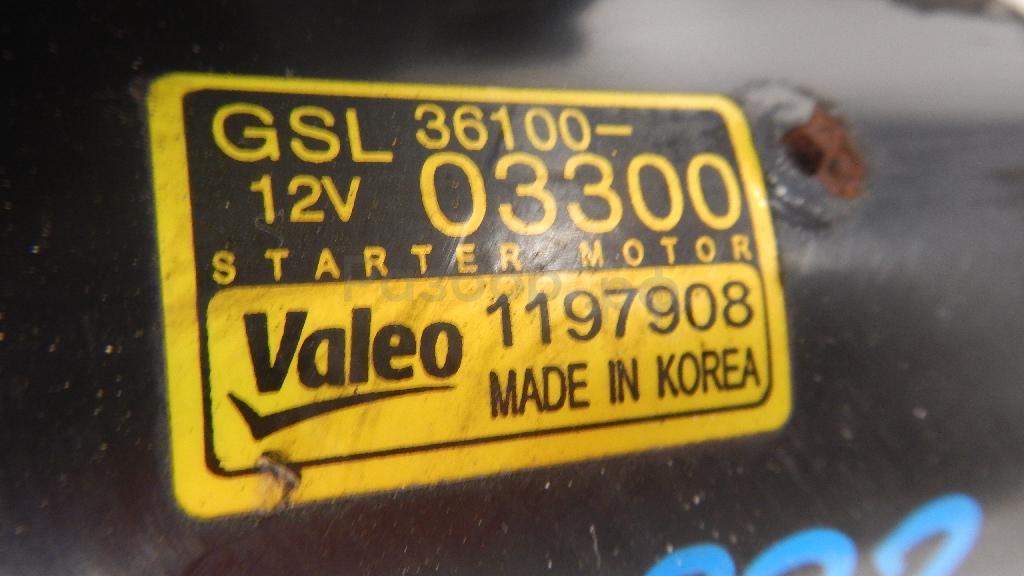 GSL 36100-
12V 03300
STARTER MOTOR
Valeo 1197908
MADE IN KOREA